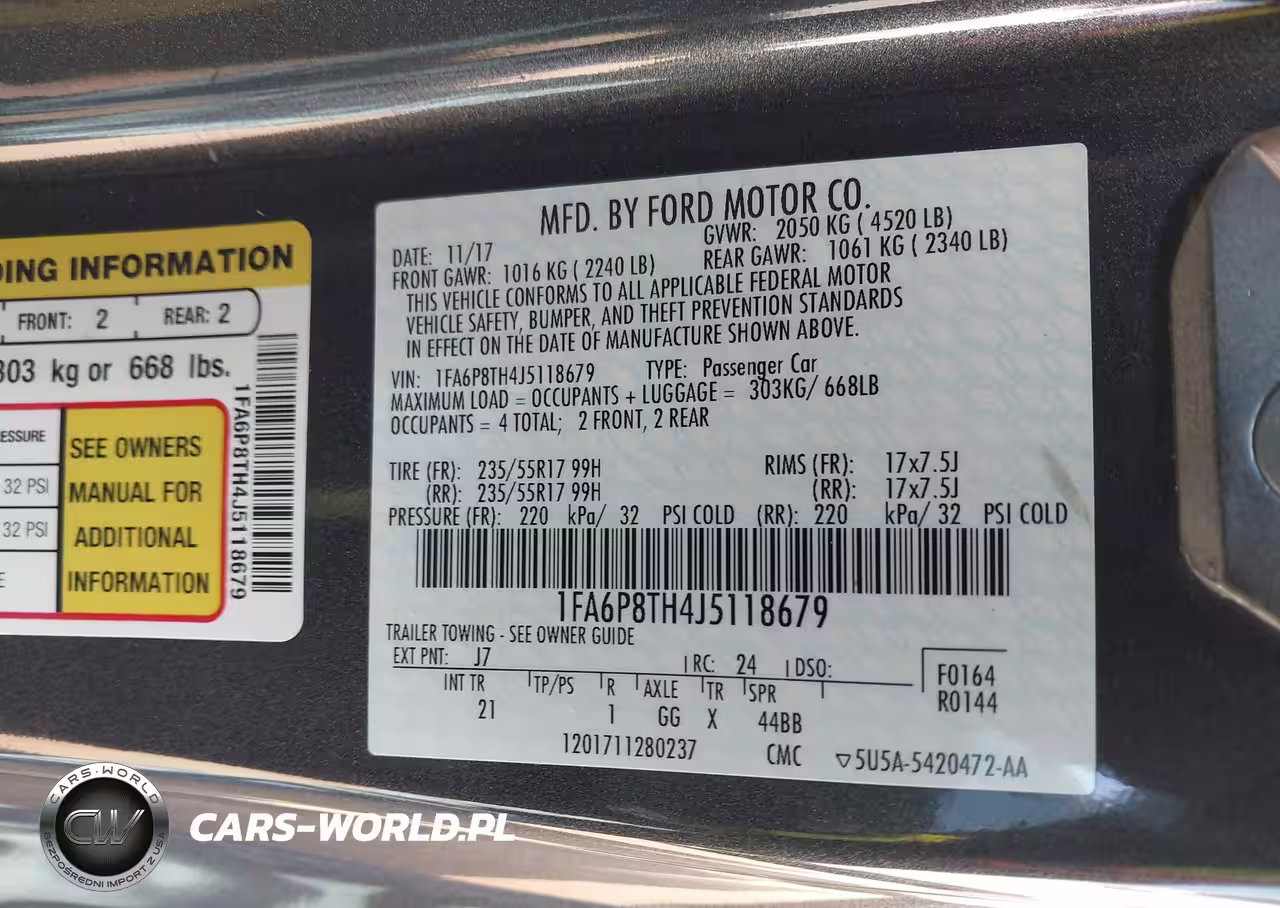 DING INFORMATION
FRONT: 2 REAR: 2
303 kg or 668 lbs.
ESSURE
32 PSI
32 PSI
E
SEE OWNERS
MANUAL FOR
ADDITIONAL
INFORMATION
1FA6P8TH4J5118679
MFD. BY FORD MOTOR CO.
DATE: 11/17 GVWR: 2050 KG ( 4520 LB)
FRONT GAWR: 1016 KG ( 2240 LB) REAR GAWR: 1061 KG ( 2340 LB)
THIS VEHICLE CONFORMS TO ALL APPLICABLE FEDERAL MOTOR
VEHICLE SAFETY, BUMPER, AND THEFT PREVENTION STANDARDS
IN EFFECT ON THE DATE OF MANUFACTURE SHOWN ABOVE.
VIN: 1FA6P8TH4J5118679 TYPE: Passenger Car
MAXIMUM LOAD = OCCUPANTS + LUGGAGE = 303KG/ 668LB
OCCUPANTS = 4 TOTAL; 2 FRONT, 2 REAR
TIRE (FR): 235/55R17 99H RIMS (FR): 17x7.5J
(RR): 235/55R17 99H (RR): 17x7.5J
PRESSURE (FR): 220 kPa/ 32 PSI COLD (RR): 220 kPa/ 32 PSI COLD
1FA6P8TH4J5118679
TRAILER TOWING - SEE OWNER GUIDE
EXT PNT: J7 RC: 24 DSO:
F0164
R0144
INT TR TP/PS R AXLE TR SPR
21 1 GG X 44BB
1201711280237 CMC 5U5A-5420472-AA
CARS-WORLD
CW
BEZPOŚREDNI IMPORT Z USA
CARS-WORLD.PL